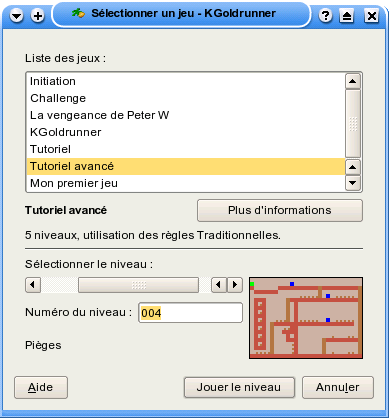 Sélectionner un jeu - KGoldrunner
Liste des jeux :
Initiation
Challenge
La vengeance de Peter W
KGoldrunner
Tutoriel
Tutoriel avancé
Mon premier jeu
Tutoriel avancé
Plus d'informations
5 niveaux, utilisation des règles Traditionnelles.
Sélectionner le niveau :
Numéro du niveau : 004
Pièges
Aide
Jouer le niveau
Annuler